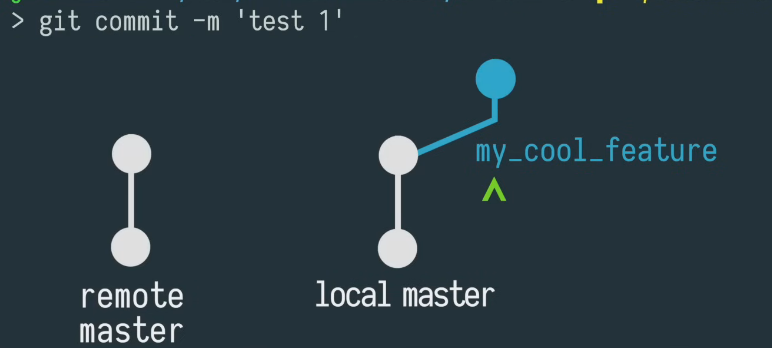 > git commit -m 'test 1'
my_cool_feature
^
remote
master
local master